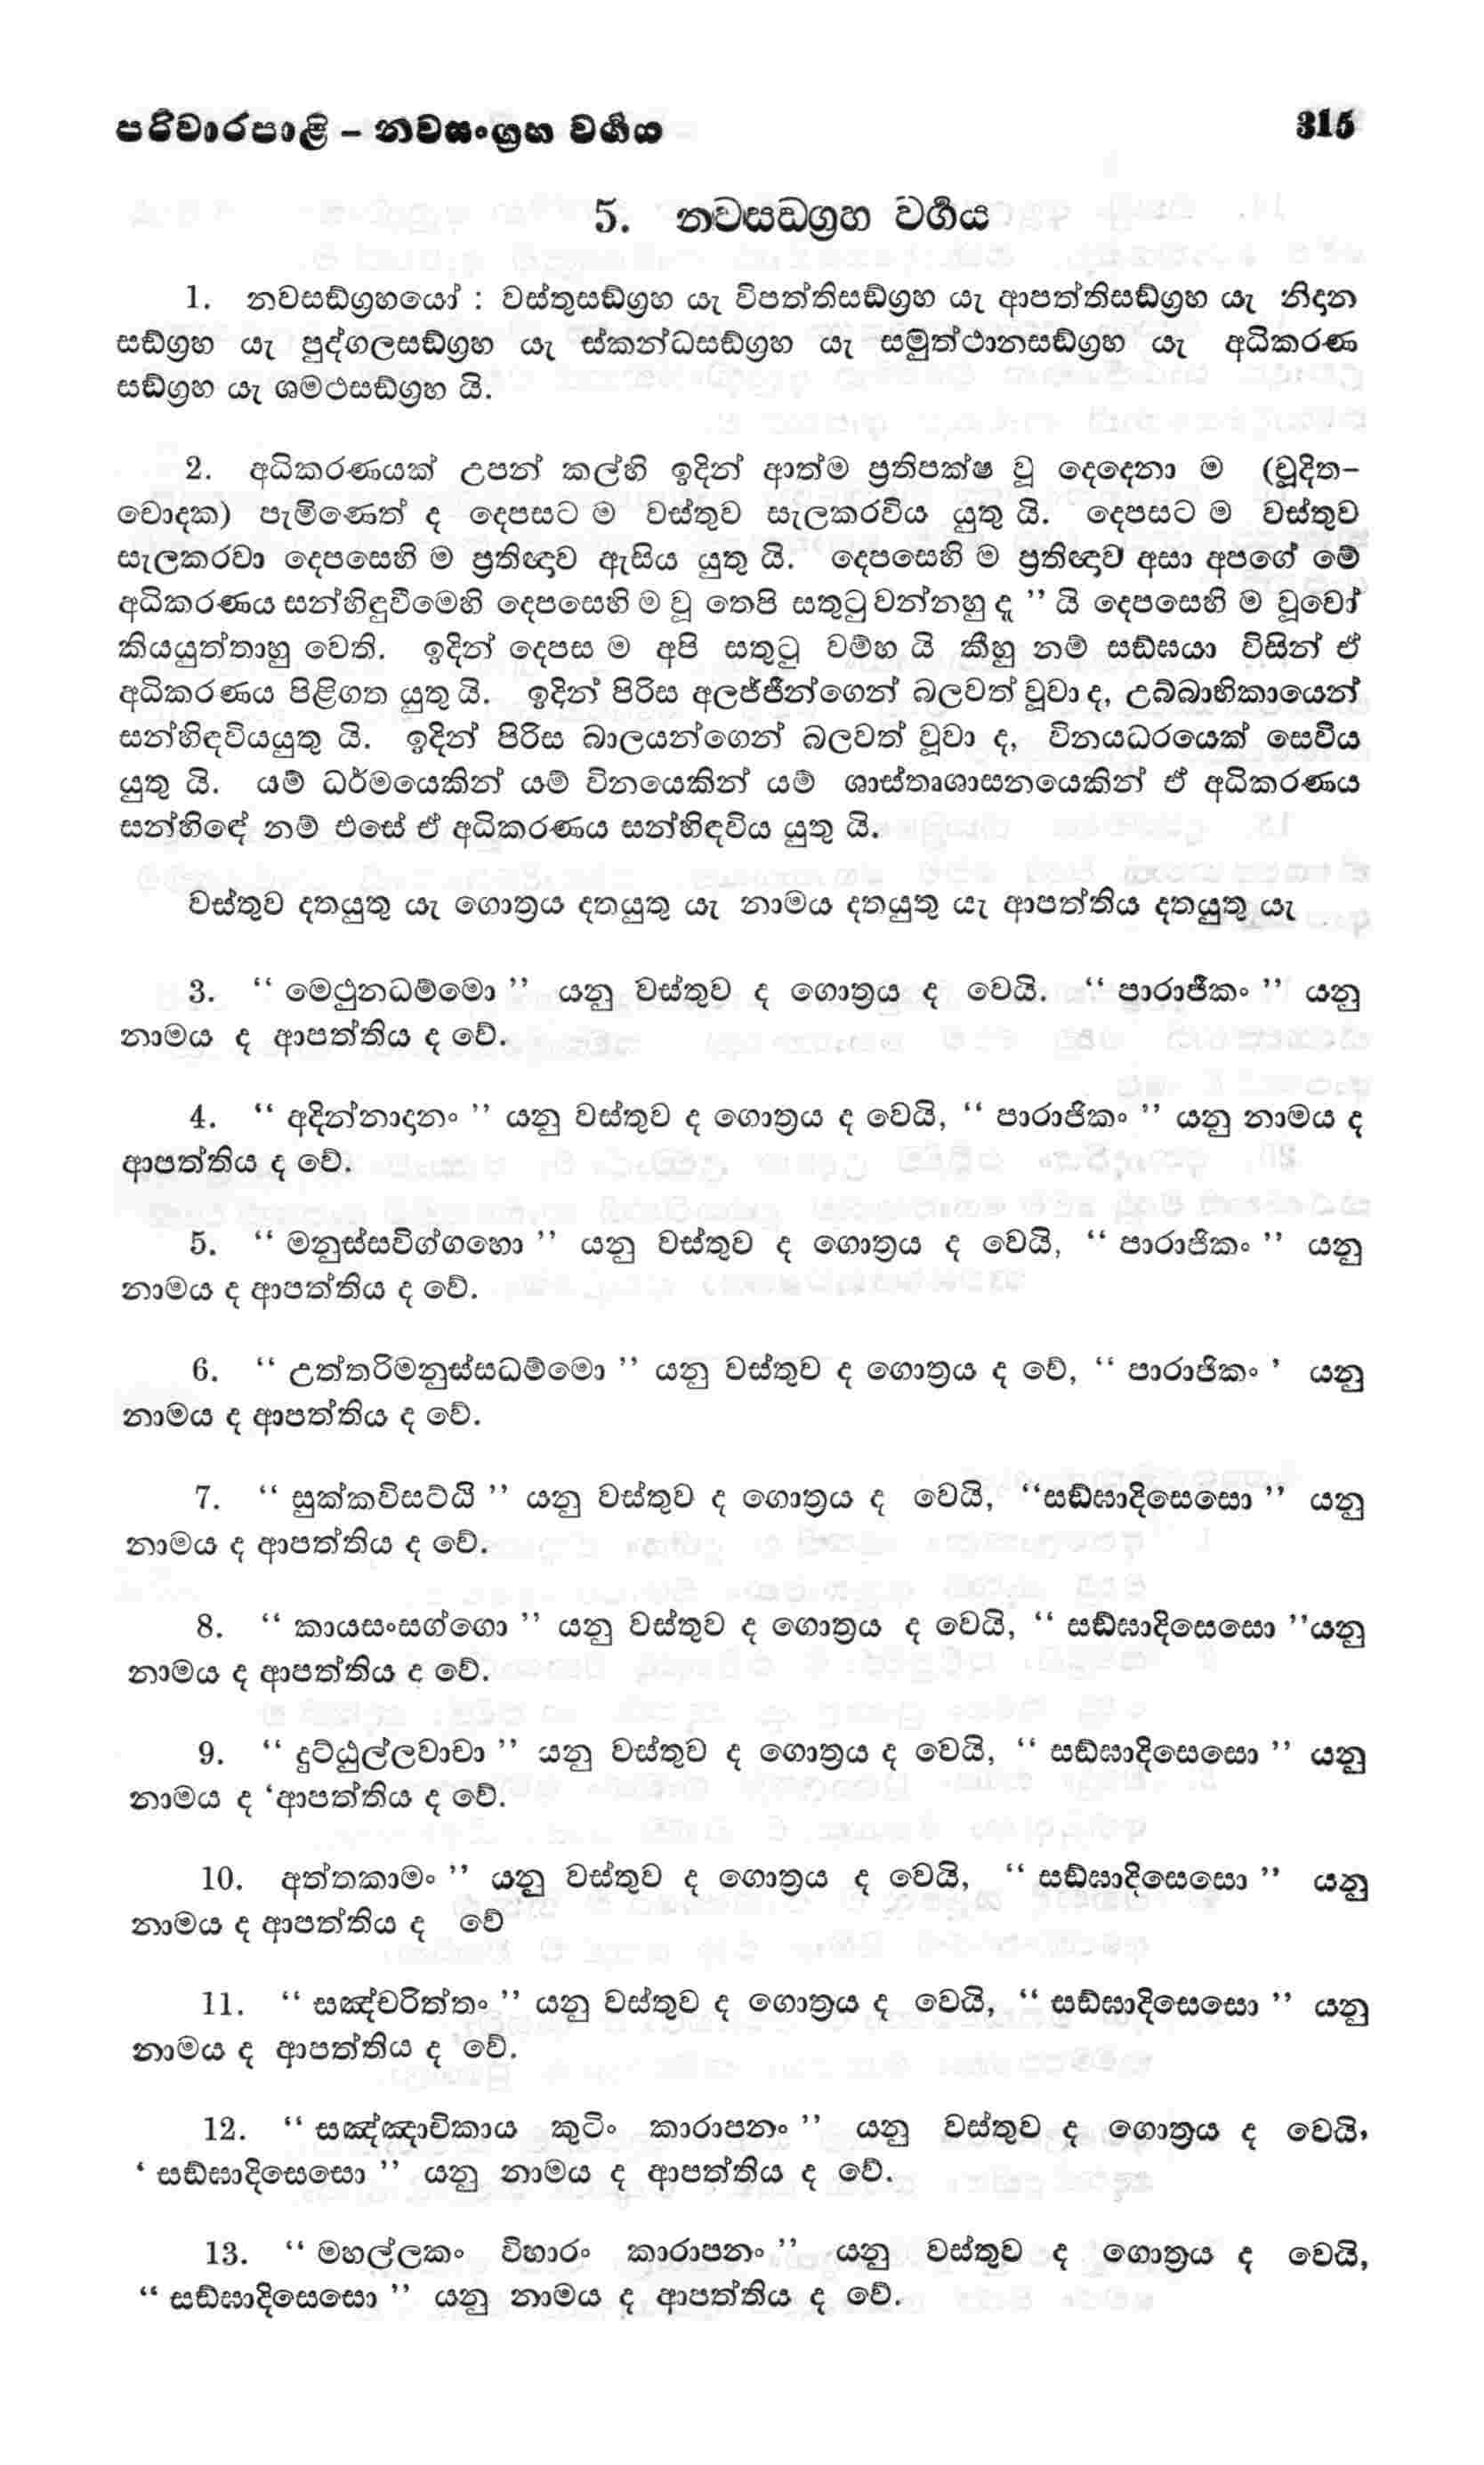 පරිවාරපාළි – නවසංග්‍රහ වර්‍ගය 315
5. නවසඩග්‍රහ වර්‍ගය
1. නවසඞ්ග්‍රහයෝ : වස්තුසඞ්ග්‍රහ යැ විපත්තිසඞ්ග්‍රහ යැ ආපත්තිසඞ්ග්‍රහ යැ නිදාන
සඞ්ග්‍රහ යැ පුද්ගලසඞ්ග්‍රහ යැ ස්කන්ධසඞ්ග්‍රහ යැ සමුත්ථානසඞ්ග්‍රහ යැ අධිකරණ
සඞ්ග්‍රහ යැ ශමථසඞ්ග්‍රහ යි.
2. අධිකරණයක් උපන් කල්හි ඉදින් ආත්ම ප්‍රතිපක්ෂ වූ දෙදෙනා ම (චූදිත–
චොදක) පැමිණෙත් ද දෙපසට ම වස්තුව සැලකරවිය යුතු යි. දෙපසට ම වස්තුව
සැලකරවා දෙපසෙහි ම ප්‍රතිඥාව ඇසිය යුතු යි. දෙපසෙහි ම ප්‍රතිඥාව අසා අපගේ මේ
අධිකරණය සන්හිඳුවීමෙහි දෙපසෙහි ම වූ තෙපි සතුටු වන්නහු දැ ” යි දෙපසෙහි ම වූවෝ
කියයුත්තාහු වෙති. ඉදින් දෙපස ම අපි සතුටු වම්හ යි කීහු නම් සඞ්ඝයා විසින් ඒ
අධිකරණය පිළිගත යුතු යි. ඉදින් පිරිස අලජ්ජීන්ගෙන් බලවත් වූවා ද, උබ්බාහිකායෙන්
සන්හිඳවියයුතු යි. ඉදින් පිරිස බාලයන්ගෙන් බලවත් වූවා ද, විනයධරයෙක් සෙවිය
යුතු යි. යම් ධර්මයෙකින් යම් විනයෙකින් යම් ශාස්තෘශාසනයෙකින් ඒ අධිකරණය
සන්හිඳේ නම් එසේ ඒ අධිකරණය සන්හිඳවිය යුතු යි.
වස්තුව දතයුතු යැ ගොත්‍රය දතයුතු යැ නාමය දතයුතු යැ ආපත්තිය දතයුතු යැ
3. “ මෙථුනධම්මො ” යනු වස්තුව ද ගොත්‍රය ද වෙයි. “ පාරාජිකං ” යනු
නාමය ද ආපත්තිය ද වේ.
4. “ අදින්නාදානං ” යනු වස්තුව ද ගොත්‍රය ද වෙයි, “ පාරාජිකං ” යනු නාමය ද
ආපත්තිය ද වේ.
5. “ මනුස්සවිග්ගහො ” යනු වස්තුව ද ගොත්‍රය ද වෙයි, “ පාරාජිකං ” යනු
නාමය ද ආපත්තිය ද වේ.
6. “ උත්තරිමනුස්සධම්මො ” යනු වස්තුව ද ගොත්‍රය ද වේ, “ පාරාජිකං ’ යනු
නාමය ද ආපත්තිය ද වේ.
7. “ සුක්කවිසට්යි ” යනු වස්තුව ද ගොත්‍රය ද වෙයි, “සඞ්ඝාදිසෙසො ” යනු
නාමය ද ආපත්තිය ද වේ.
8. “ කායසංසග්ගො ” යනු වස්තුව ද ගොත්‍රය ද වෙයි, “ සඞ්ඝාදිසෙසො ”යනු
නාමය ද ආපත්තිය ද වේ.
9. “ දුට්ඨුල්ලවාචා ” යනු වස්තුව ද ගොත්‍රය ද වෙයි, “ සඞ්ඝාදිසෙසො ” යනු
නාමය ද ‘ආපත්තිය ද වේ.
10. අත්තකාමං ” යනු වස්තුව ද ගොත්‍රය ද වෙයි, “ සඞ්ඝාදිසෙසො ” යනු
නාමය ද ආපත්තිය ද වේ
11. “ සඤ්චරිත්තං ” යනු වස්තුව ද ගොත්‍රය ද වෙයි, “ සඞ්ඝාදිසෙසො ” යනු
නාමය ද ආපත්තිය ද වේ.
12. “ සඤ්ඤාචිකාය කුටිං කාරාපනං ” යනු වස්තුව ද ගොත්‍රය ද වෙයි,
‘ සඞ්ඝාදිසෙසො ” යනු නාමය ද ආපත්තිය ද වේ.
13. “ මහල්ලකං විහාරං කාරාපනං ” යනු වස්තුව ද ගොත්‍රය ද වෙයි,
“ සඞ්ඝාදිසෙසො ” යනු නාමය ද ආපත්තිය ද වේ.